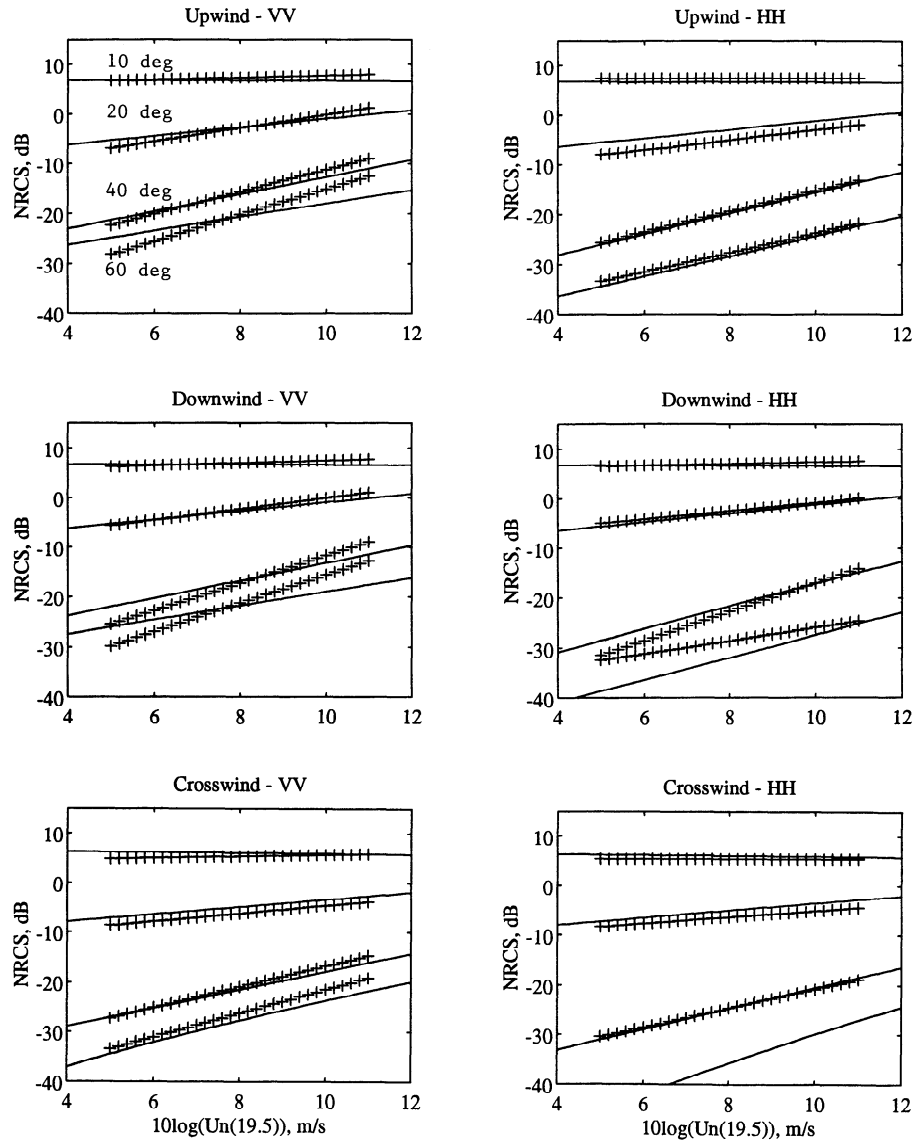 Upwind - VV
Upwind - HH
10
0
-10
-20
-30
-40
NRCS, dB
10 deg
20 deg
40 deg
60 deg
4 6 8 10 12
10
0
-10
-20
-30
-40
NRCS, dB
4 6 8 10 12
Downwind - VV
Downwind - HH
10
0
-10
-20
-30
-40
NRCS, dB
4 6 8 10 12
10
0
-10
-20
-30
-40
NRCS, dB
4 6 8 10 12
Crosswind - VV
Crosswind - HH
10
0
-10
-20
-30
-40
NRCS, dB
4 6 8 10 12
10log(Un(19.5)), m/s
10
0
-10
-20
-30
-40
NRCS, dB
4 6 8 10 12
10log(Un(19.5)), m/s